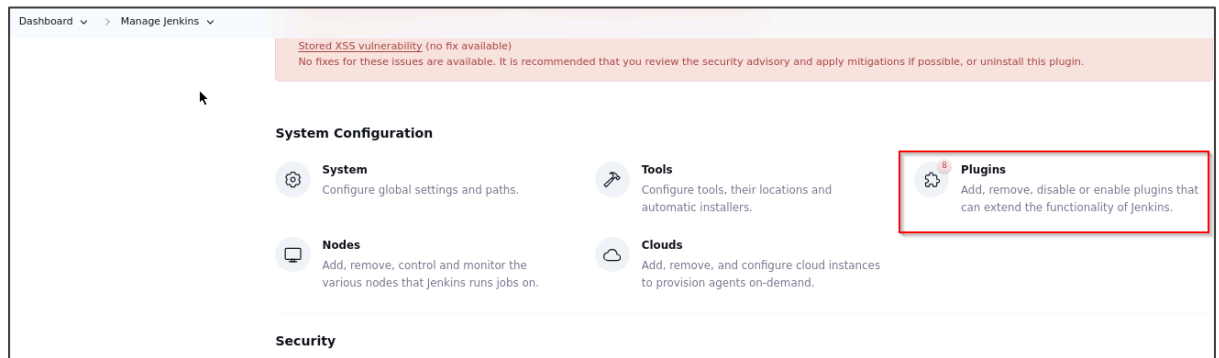 Dashboard
Manage Jenkins
Stored XSS vulnerability (no fix available)
No fixes for these issues are available. It is recommended that you review the security advisory and apply mitigations if possible, or uninstall this plugin.
System Configuration
System
Configure global settings and paths.
Tools
Configure tools, their locations and
automatic installers.
8
Plugins
Add, remove, disable or enable plugins that
can extend the functionality of Jenkins.
Nodes
Add, remove, control and monitor the
various nodes that Jenkins runs jobs on.
Clouds
Add, remove, and configure cloud instances
to provision agents on-demand.
Security